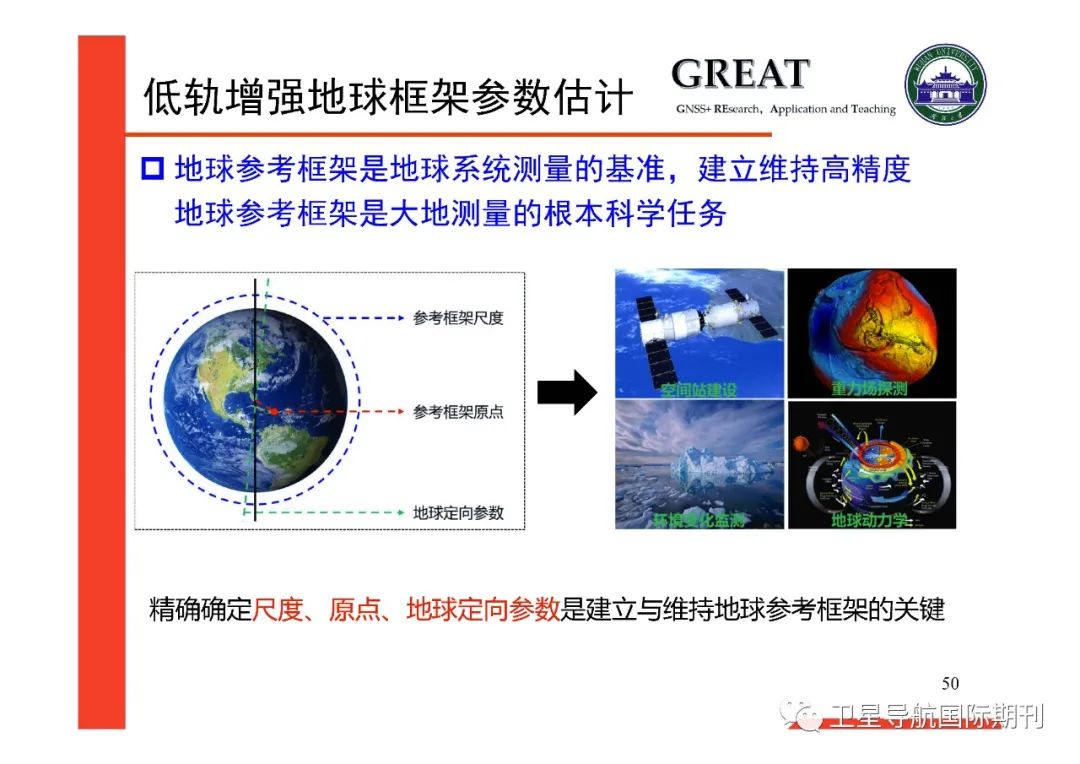 低轨增强地球框架参数估计
GREAT
GNSS+ REsearch, Application and Teaching
WUHAN UNIVERSITY
地球参考框架是地球系统测量的基准，建立维持高精度
地球参考框架是大地测量的根本科学任务
参考框架尺度
参考框架原点
地球定向参数
空间站建设
重力场探测
环境变化监测
地球动力学
精确确定尺度、原点、地球定向参数是建立与维持地球参考框架的关键
50
卫星导航国际期刊